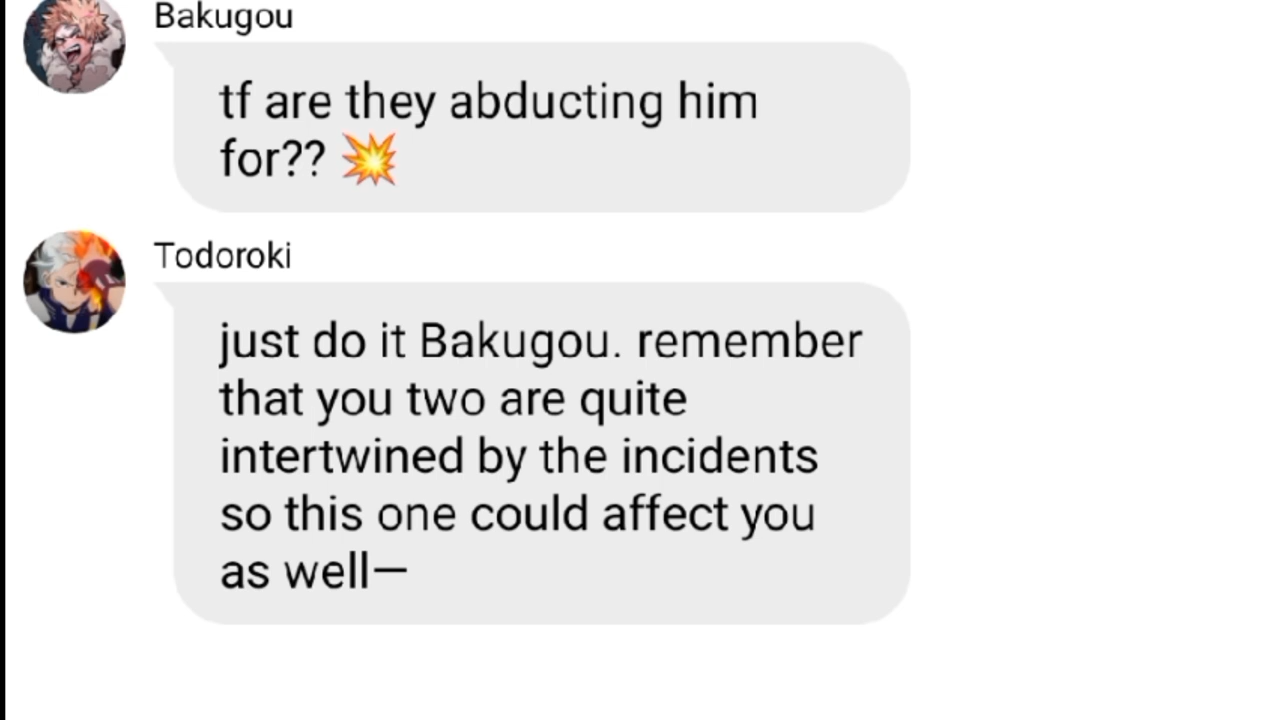 Bakugou
tf are they abducting him
for?? 💥
Todoroki
just do it Bakugou. remember
that you two are quite
intertwined by the incidents
so this one could affect you
as well—